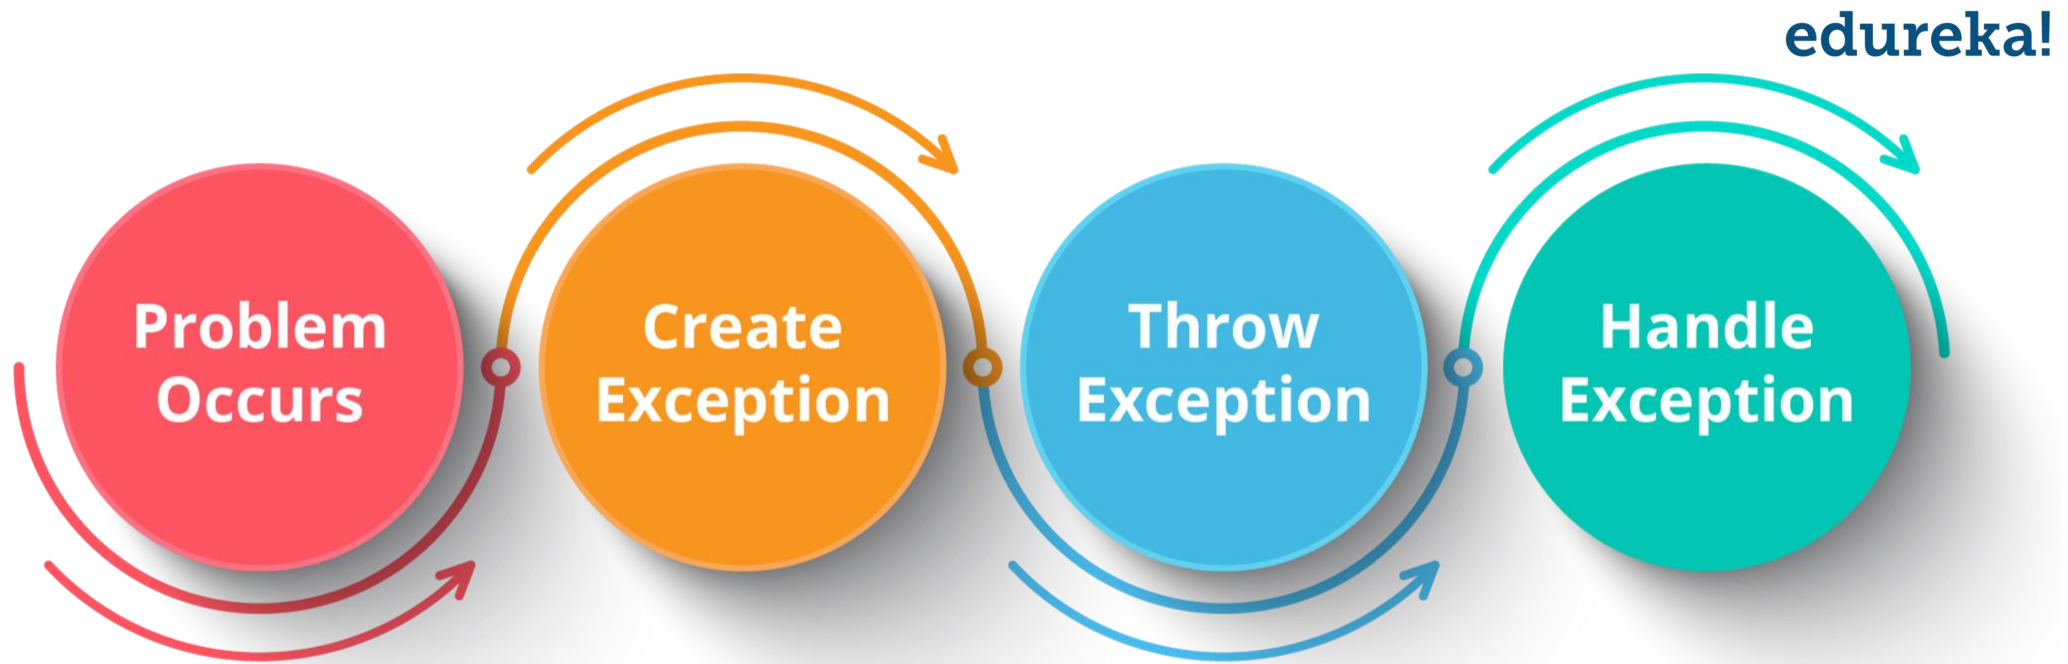 edureka!
Problem
Occurs
Create
Exception
Throw
Exception
Handle
Exception